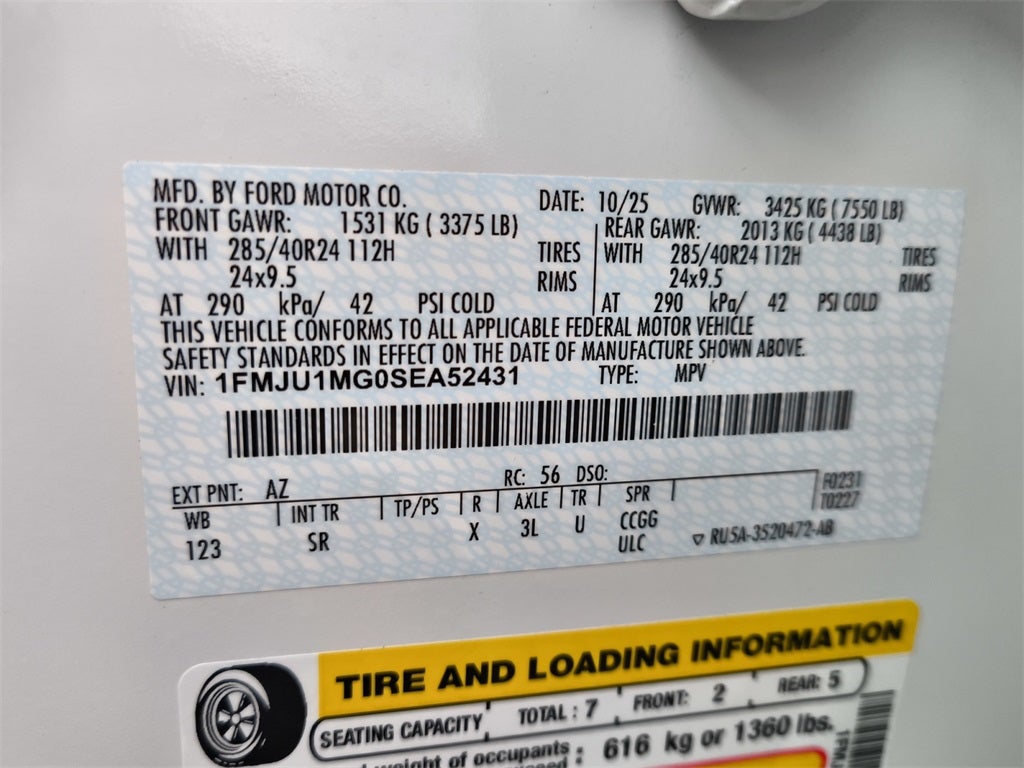 MFD. BY FORD MOTOR CO. DATE: 10/25 GVWR: 3425 KG ( 7550 LB)
FRONT GAWR: 1531 KG ( 3375 LB) REAR GAWR: 2013 KG ( 4438 LB)
WITH 285/40R24 112H TIRES WITH 285/40R24 112H TIRES
24x9.5 RIMS 24x9.5 RIMS
AT 290 kPa/ 42 PSI COLD AT 290 kPa/ 42 PSI COLD
THIS VEHICLE CONFORMS TO ALL APPLICABLE FEDERAL MOTOR VEHICLE
SAFETY STANDARDS IN EFFECT ON THE DATE OF MANUFACTURE SHOWN ABOVE.
VIN: 1FMJU1MG0SEA52431 TYPE: MPV
EXT PNT: AZ RC: 56 DSO: F0231
WB INT TR TP/PS R AXLE TR SPR T0227
123 SR X 3L U CCGG
ULC RU5A-3520472-AB
TIRE AND LOADING INFORMATION
SEATING CAPACITY TOTAL : 7 FRONT: 2 REAR: 5
weight of occupants : 616 kg or 1360 lbs.